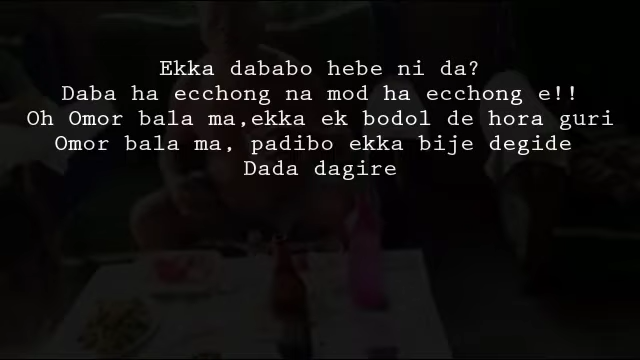 Ekka dababo hebe ni da?
Daba ha ecchong na mod ha ecchong e!!
Oh Omor bala ma,ekka ek bodol de hora guri
Omor bala ma, padibo ekka bije degide
Dada dagire